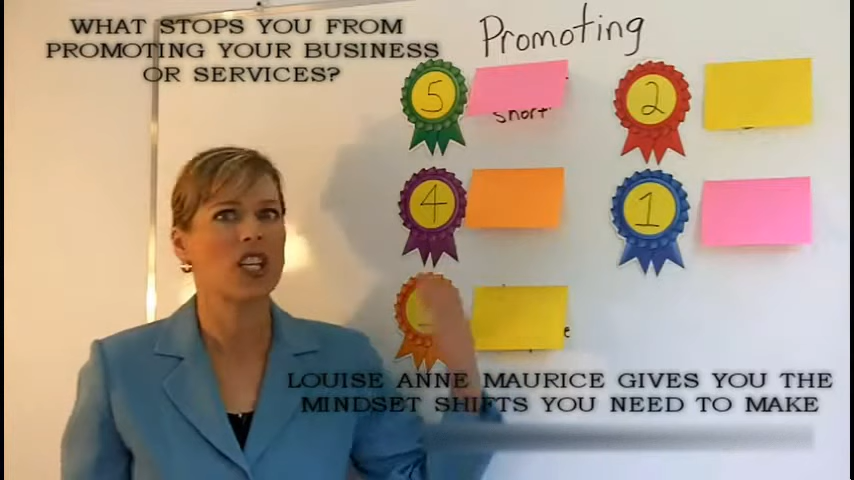 WHAT STOPS YOU FROM
PROMOTING YOUR BUSINESS
OR SERVICES?
Promoting
5
short
2
4
1
e
LOUISE ANNE MAURICE GIVES YOU THE
MINDSET SHIFTS YOU NEED TO MAKE